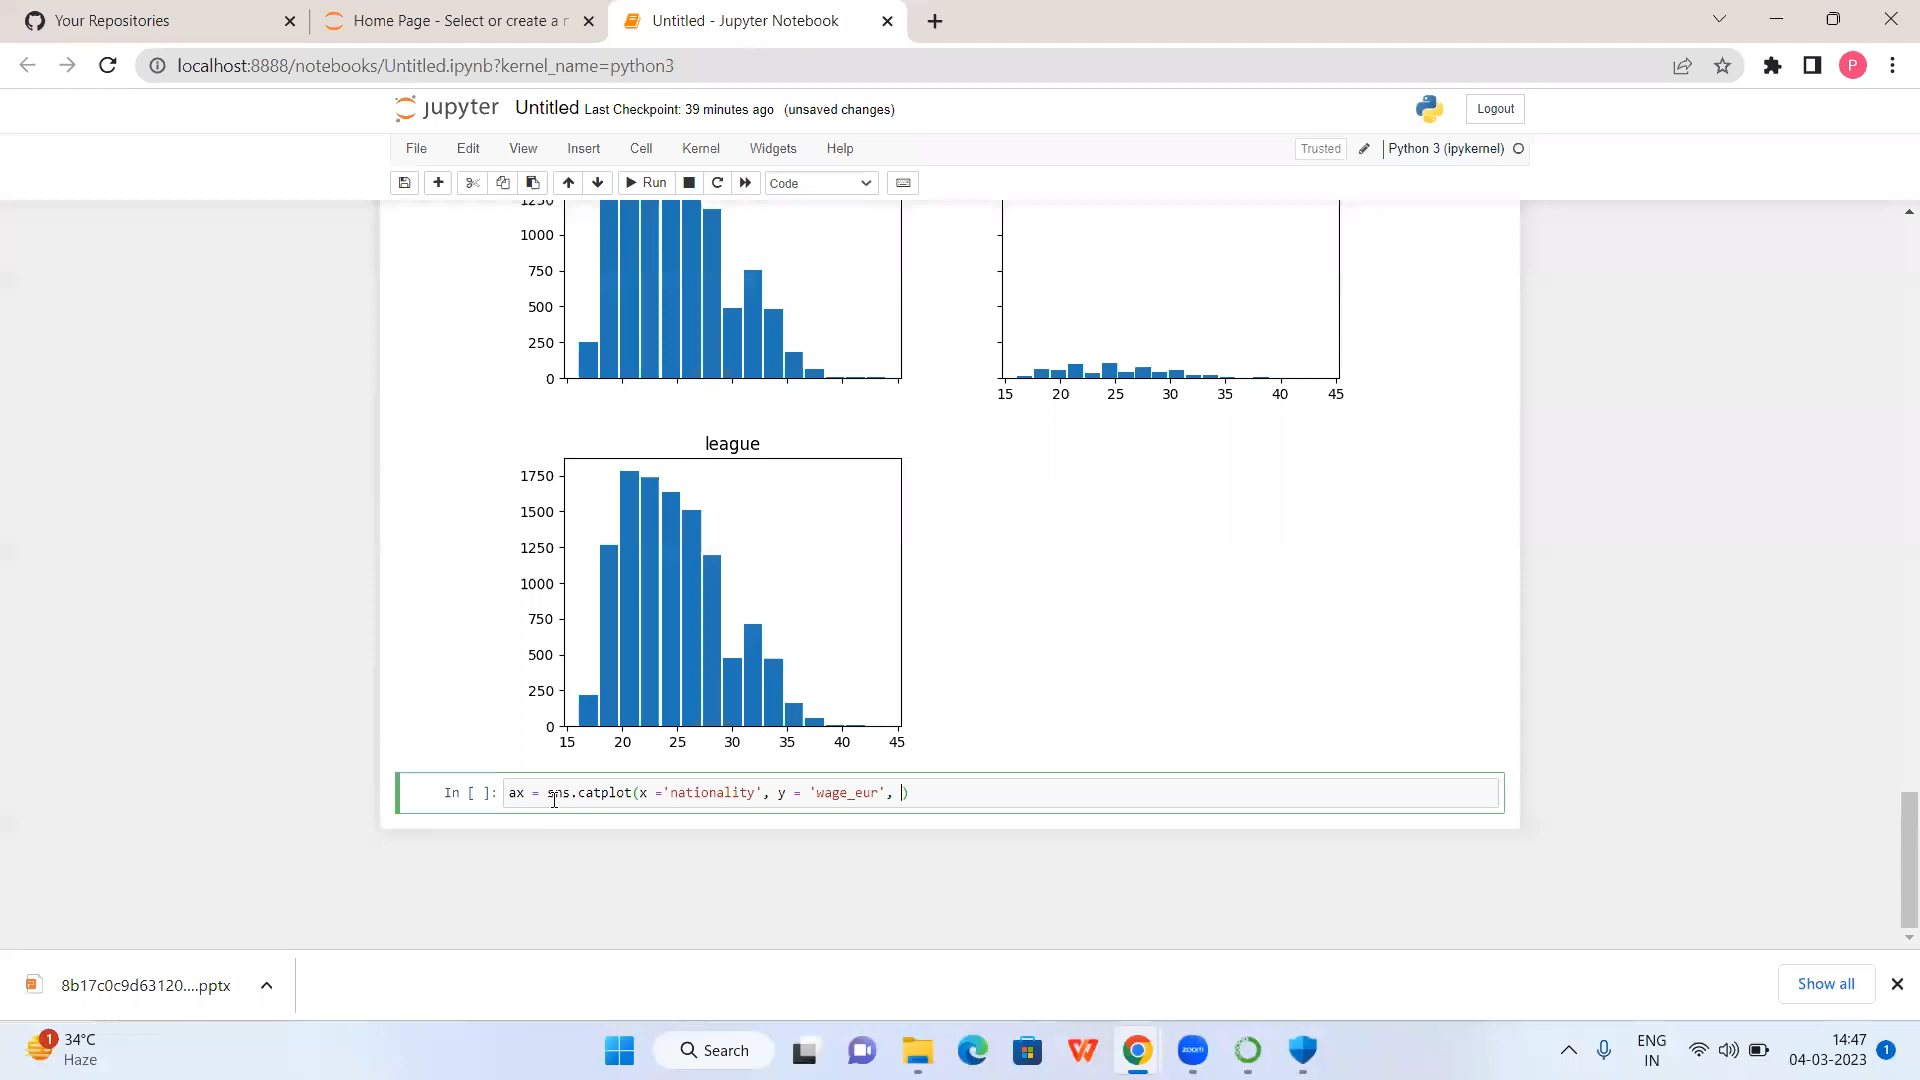 Your Repositories
Home Page - Select or create a n
Untitled - Jupyter Notebook
localhost:8888/notebooks/Untitled.ipynb?kernel_name=python3
P
jupyter Untitled Last Checkpoint: 39 minutes ago (unsaved changes)
Logout
File Edit View Insert Cell Kernel Widgets Help
Trusted
Python 3 (ipykernel)
Run
Code
1250
1000
750
500
250
0
15 20 25 30 35 40 45
league
1750
1500
1250
1000
750
500
250
0
15 20 25 30 35 40 45
In [ ]: ax = sns.catplot(x ='nationality', y = 'wage_eur', )
8b17c0c9d63120....pptx
Show all
1
34°C
Haze
Search
zoom
ENG
IN
14:47
04-03-2023
1